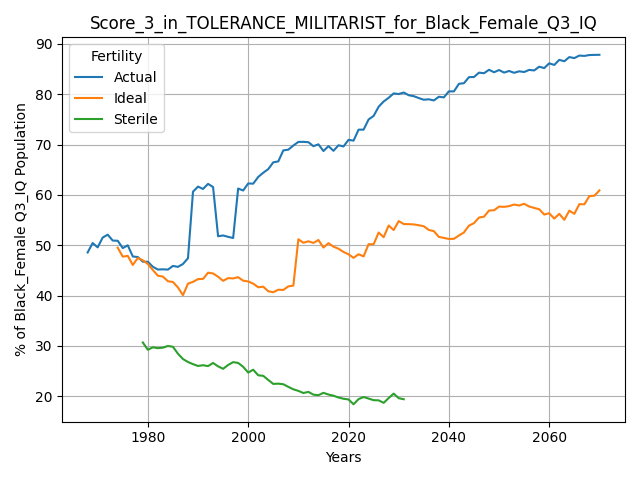 Score_3_in_TOLERANCE_MILITARIST_for_Black_Female_Q3_IQ
Fertility
Actual
Ideal
Sterile
% of Black_Female Q3_IQ Population
90
80
70
60
50
40
30
20
1980
2000
2020
2040
2060
Years